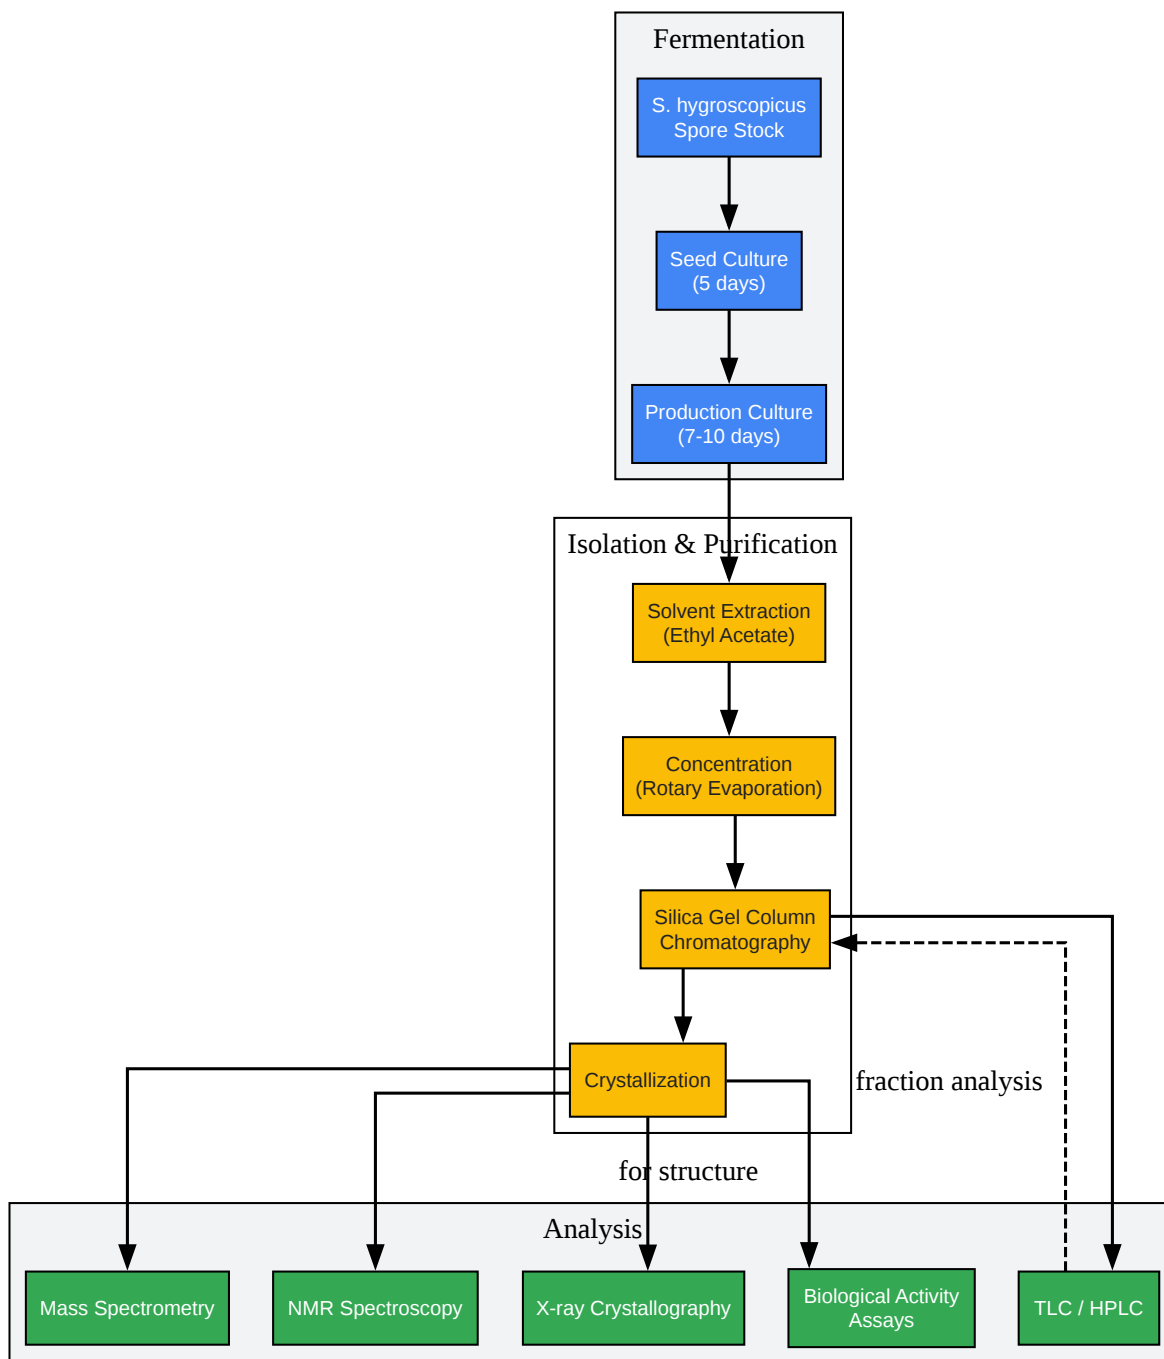 Fermentation
S. hygroscopicus
Spore Stock
Seed Culture
(5 days)
Production Culture
(7-10 days)
Isolation & Purification
Solvent Extraction
(Ethyl Acetate)
Concentration
(Rotary Evaporation)
Silica Gel Column
Chromatography
Crystallization
fraction analysis
for structure
Analysis
Mass Spectrometry
NMR Spectroscopy
X-ray Crystallography
Biological Activity
Assays
TLC / HPLC